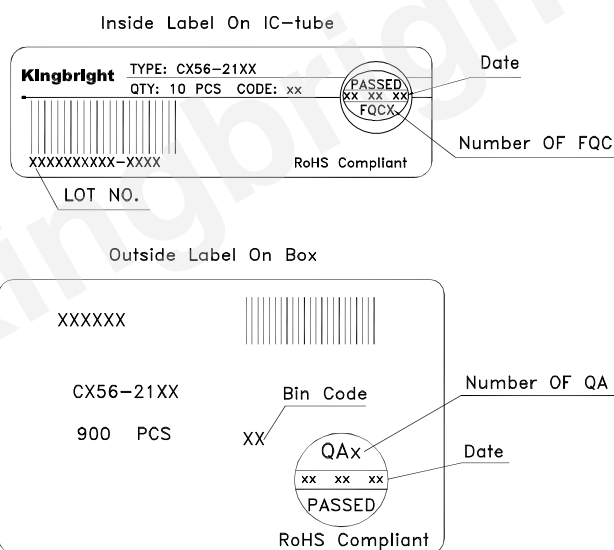 Inside Label On IC-tube
Kingbright
TYPE: CX56-21XX
QTY: 10 PCS CODE: xx
PASSED
xx xx xx
FQCX
Date
Number OF FQC
XXXXXXXXXX-XXXX
RoHS Compliant
LOT NO.
Outside Label On Box
XXXXXX
CX56-21XX
Bin Code
Number OF QA
900 PCS
XX
QAx
Date
xx xx xx
PASSED
RoHS Compliant